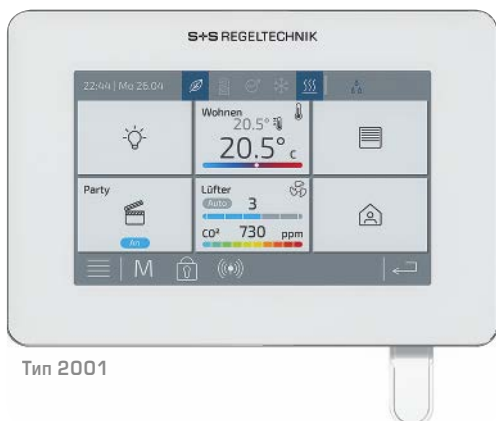 S+S REGELTECHNIK
22:44 | Mo 26.04
Wohnen
20.5°
20.5° c
Party
An
Lüfter
Auto 3
CO² 730 ppm
M
Тип 2001